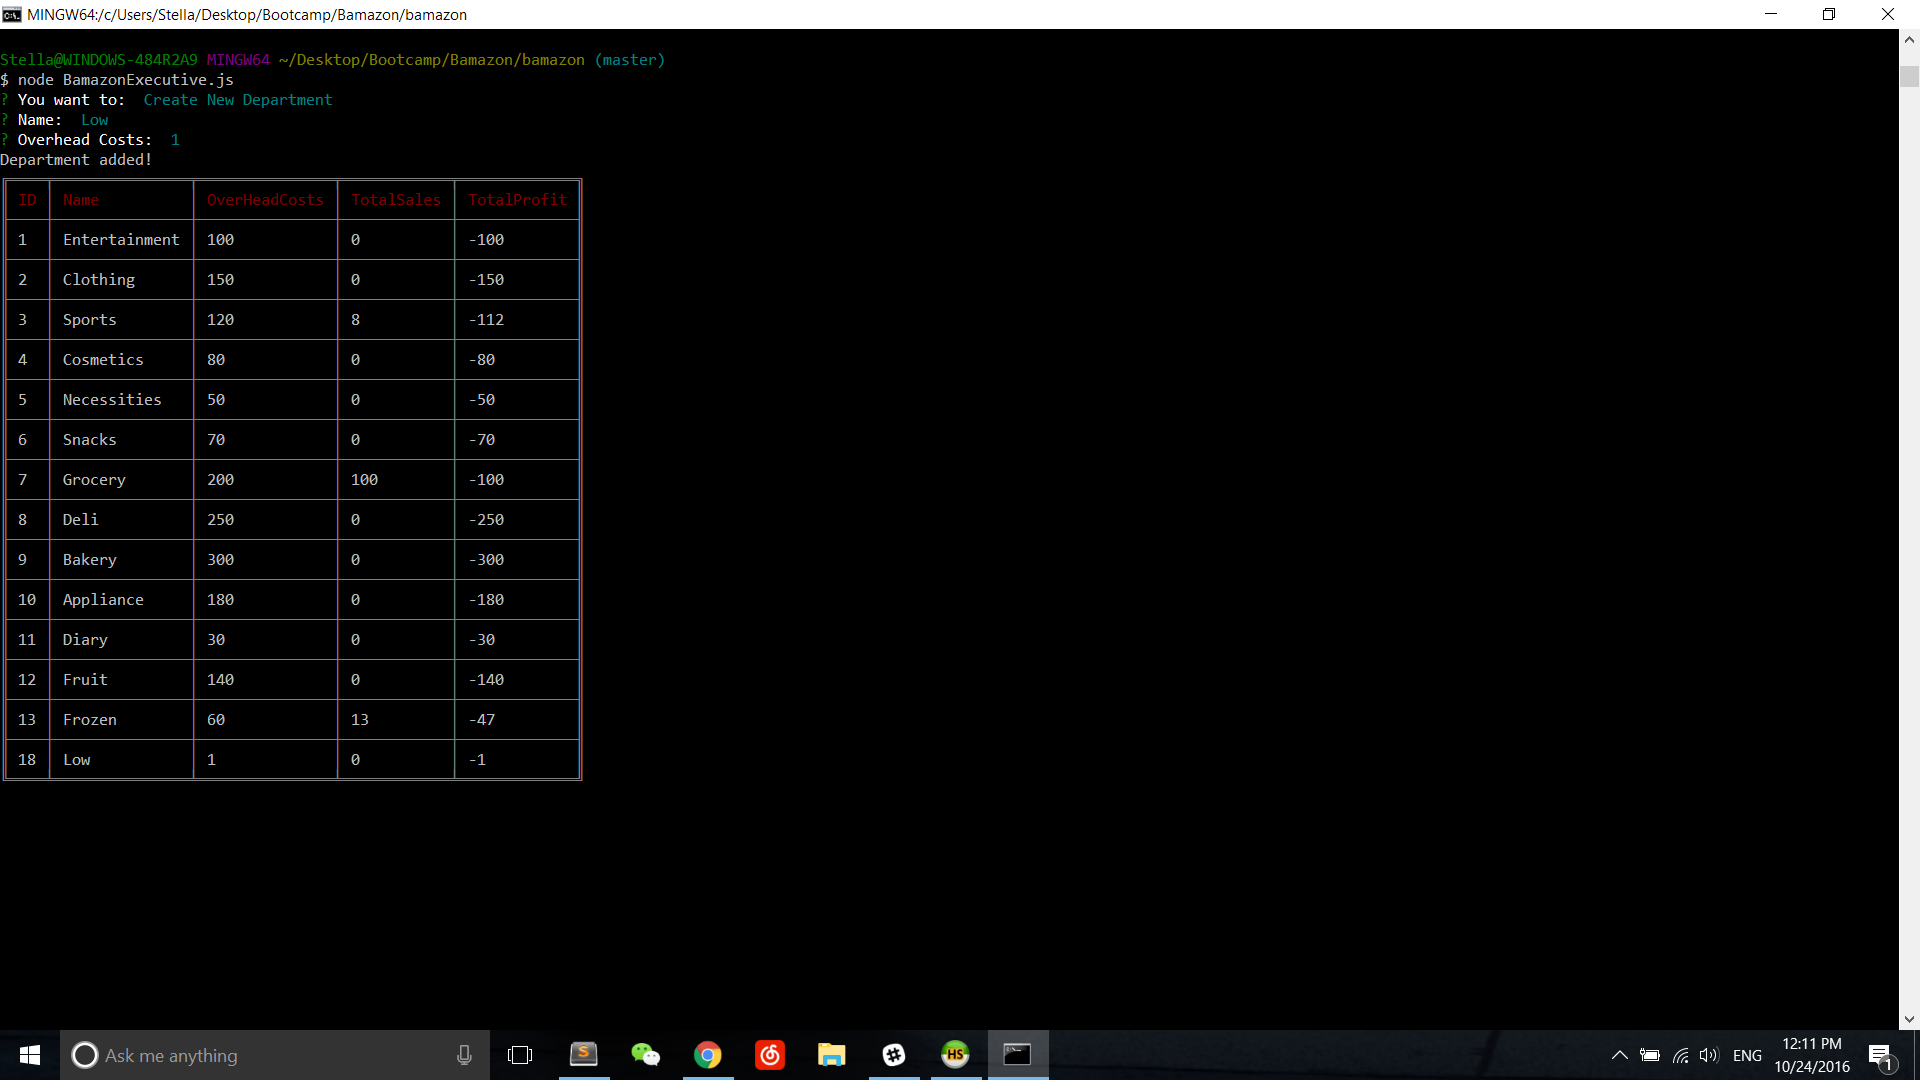 MINGW64:/c/Users/Stella/Desktop/Bootcamp/Bamazon/bamazon
Stella@WINDOWS-484R2A9 MINGW64 ~/Desktop/Bootcamp/Bamazon/bamazon (master)
$ node BamazonExecutive.js
? You want to:  Create New Department
? Name:  Low
? Overhead Costs:  1
Department added!
ID Name OverHeadCosts TotalSales TotalProfit
1 Entertainment 100 0 -100
2 Clothing 150 0 -150
3 Sports 120 8 -112
4 Cosmetics 80 0 -80
5 Necessities 50 0 -50
6 Snacks 70 0 -70
7 Grocery 200 100 -100
8 Deli 250 0 -250
9 Bakery 300 0 -300
10 Appliance 180 0 -180
11 Diary 30 0 -30
12 Fruit 140 0 -140
13 Frozen 60 13 -47
18 Low 1 0 -1
Ask me anything
S
HS
ENG
12:11 PM
10/24/2016
1